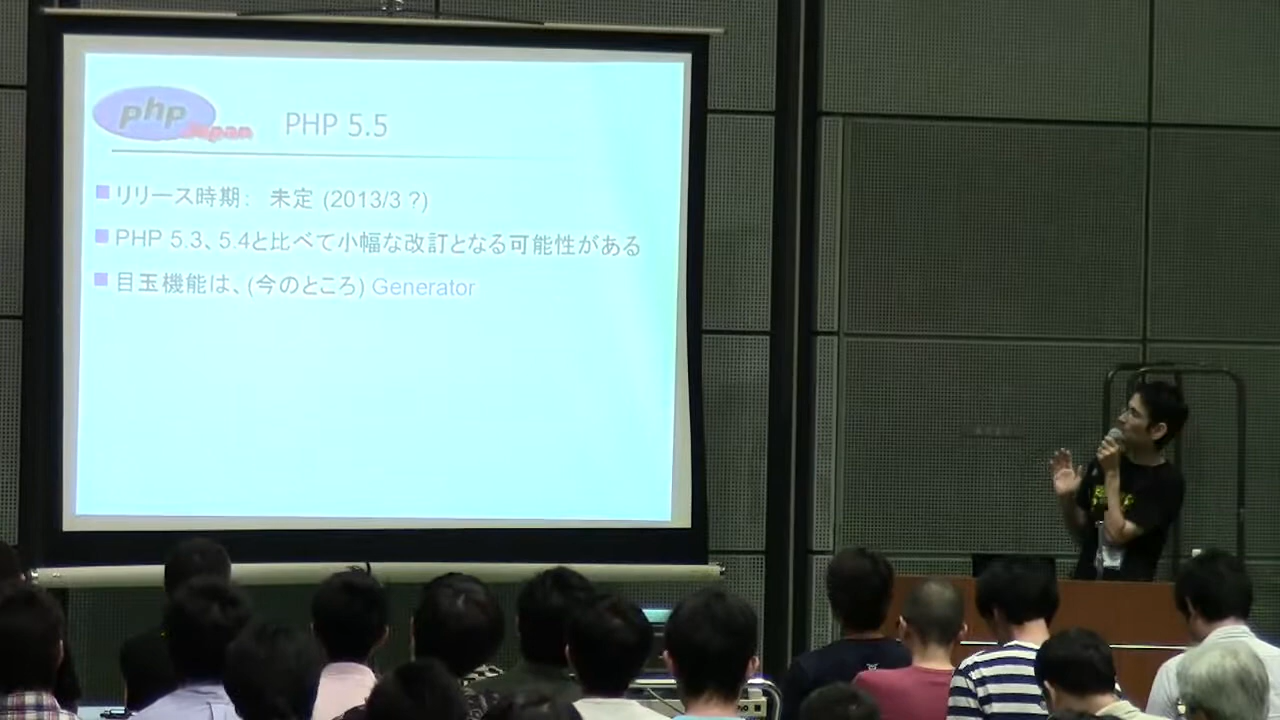 php
Japan
PHP 5.5
リリース時期： 未定 (2013/3 ?)
PHP 5.3、5.4と比べて小幅な改訂となる可能性がある
目玉機能は、(今のところ) Generator